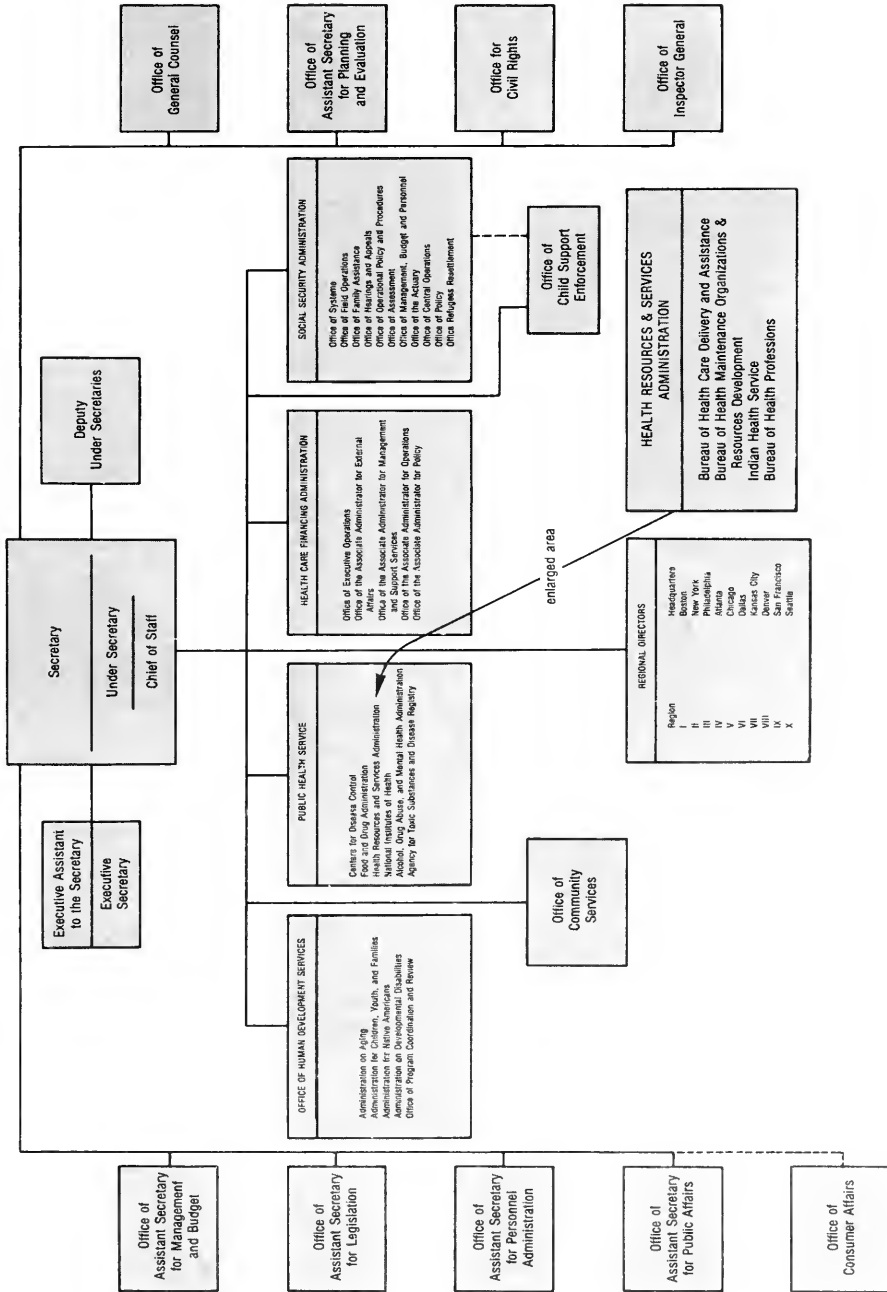 Secretary
Under Secretary
Chief of Staff
Executive Assistant
to the Secretary
Executive
Secretary
Deputy
Under Secretaries
Office of
Assistant Secretary
for Management
and Budget
Office of
Assistant Secretary
for Legislation
Office of
Assistant Secretary
for Personnel
Administration
Office of
Assistant Secretary
for Public Affairs
Office of
Consumer Affairs
Office of
General Counsel
Office of
Assistant Secretary
for Planning
and Evaluation
Office for
Civil Rights
Office of
Inspector General
OFFICE OF HUMAN DEVELOPMENT SERVICES
Administration on Aging
Administration for Children, Youth, and Families
Administration for Native Americans
Administration on Developmental Disabilities
Office of Program Coordination and Review
PUBLIC HEALTH SERVICE
Centers for Disease Control
Food and Drug Administration
Health Resources and Services Administration
National Institutes of Health
Alcohol, Drug Abuse, and Mental Health Administration
Agency for Toxic Substances and Disease Registry
HEALTH CARE FINANCING ADMINISTRATION
Office of Executive Operations
Office of the Associate Administrator for External
Affairs
Office of the Associate Administrator for Management
and Support Services
Office of the Associate Administrator for Operations
Office of the Associate Administrator for Policy
SOCIAL SECURITY ADMINISTRATION
Office of Systems
Office of Field Operations
Office of Family Assistance
Office of Hearings and Appeals
Office of Operational Policy and Procedures
Office of Assessment
Office of Management, Budget and Personnel
Office of the Actuary
Office of Central Operations
Office of Policy
Office Refugees Resettlement
Office of
Community
Services
Office of
Child Support
Enforcement
enlarged area
REGIONAL DIRECTORS
Region Headquarters
I Boston
II New York
III Philadelphia
IV Atlanta
V Chicago
VI Dallas
VII Kansas City
VIII Denver
IX San Francisco
X Seattle
HEALTH RESOURCES & SERVICES
ADMINISTRATION
Bureau of Health Care Delivery and Assistance
Bureau of Health Maintenance Organizations &
Resources Development
Indian Health Service
Bureau of Health Professions